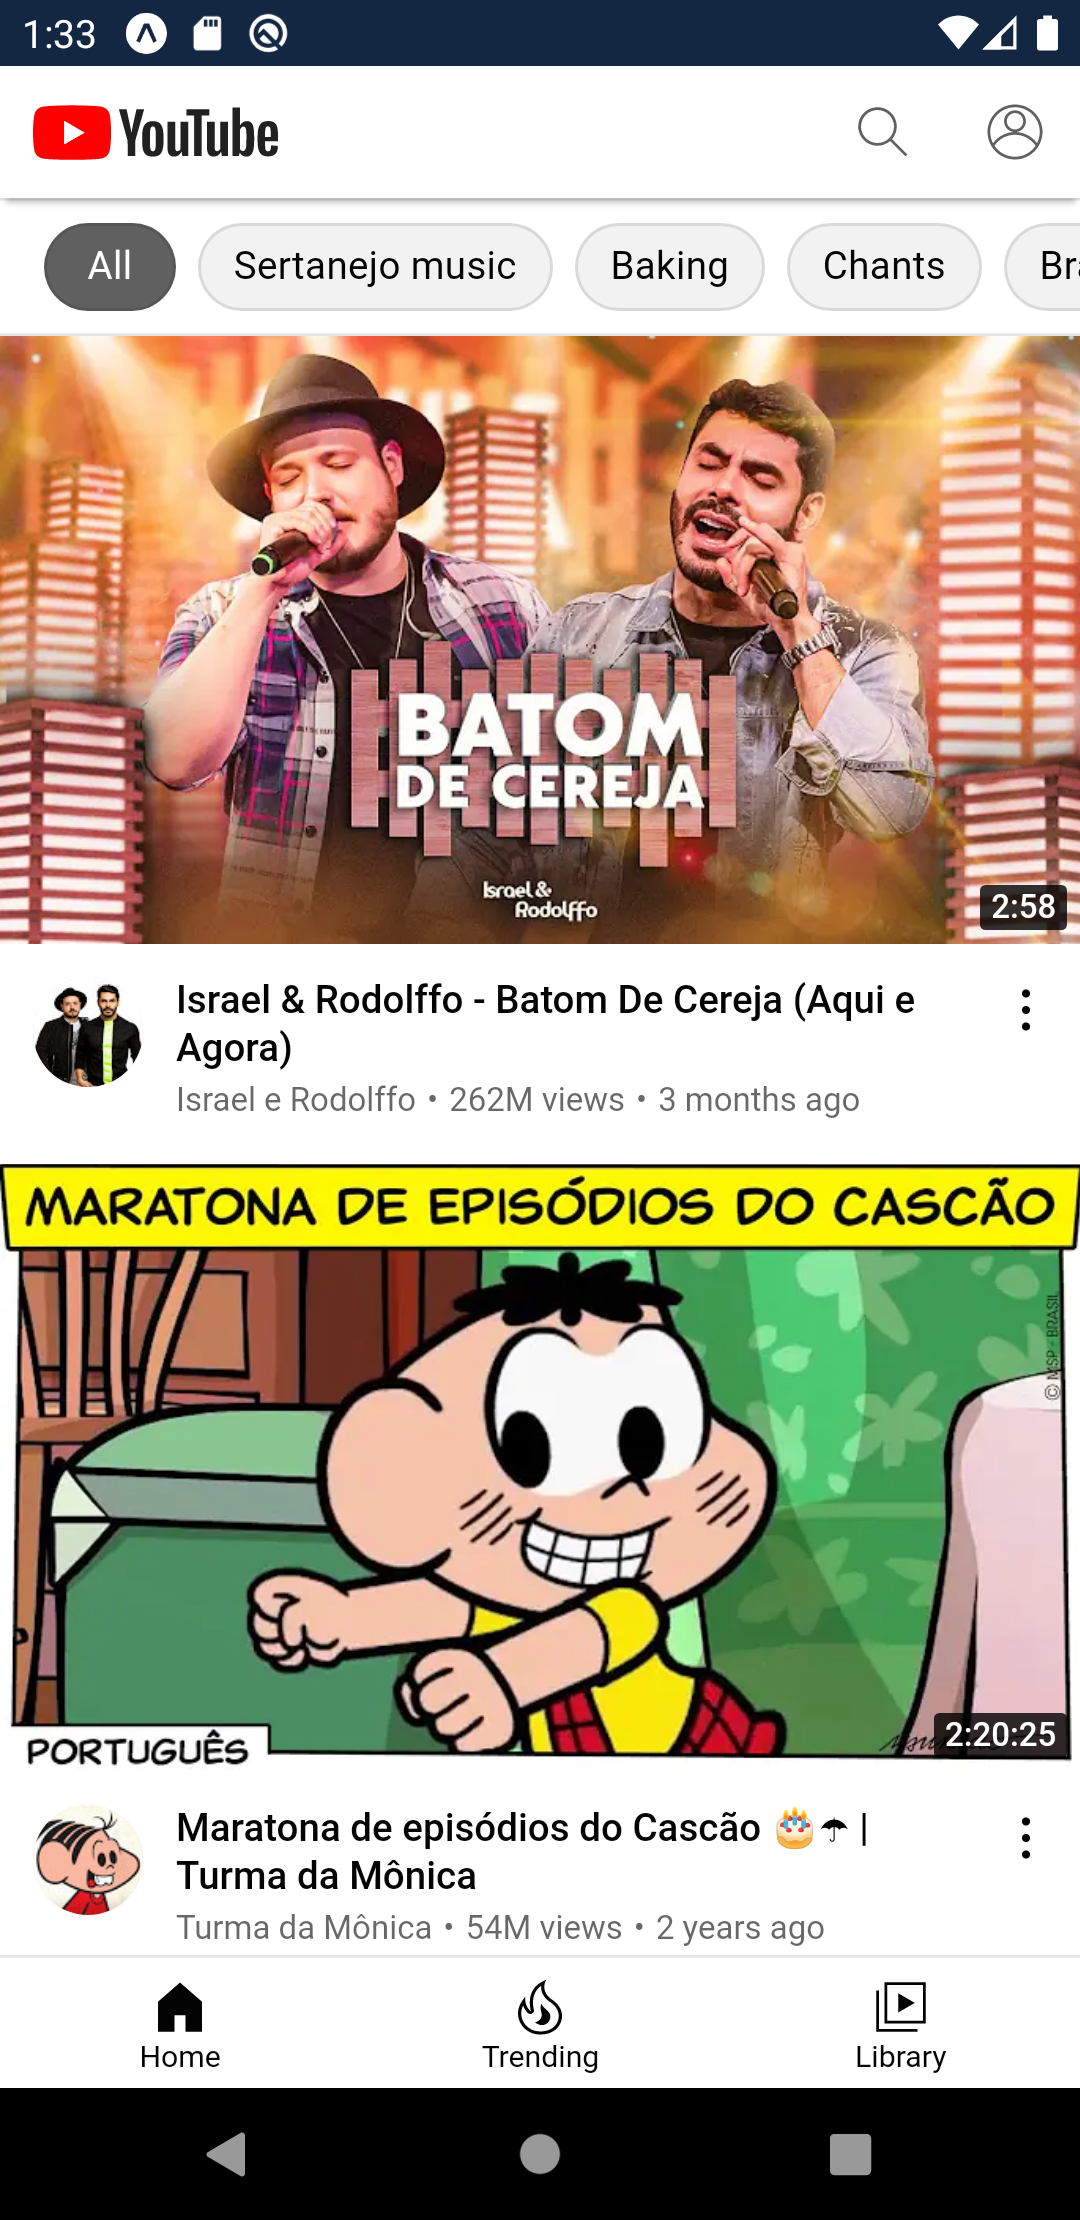 1:33
YouTube
All
Sertanejo music
Baking
Chants
BATOM
DE CEREJA
Israel &
Rodolffo
2:58
Israel & Rodolffo - Batom De Cereja (Aqui e
Agora)
Israel e Rodolffo • 262M views • 3 months ago
MARATONA DE EPISÓDIOS DO CASCÃO
© MSP - BRASIL
PORTUGUÊS
2:20:25
Maratona de episódios do Cascão 🎂☂ |
Turma da Mônica
Turma da Mônica • 54M views • 2 years ago
Home
Trending
Library